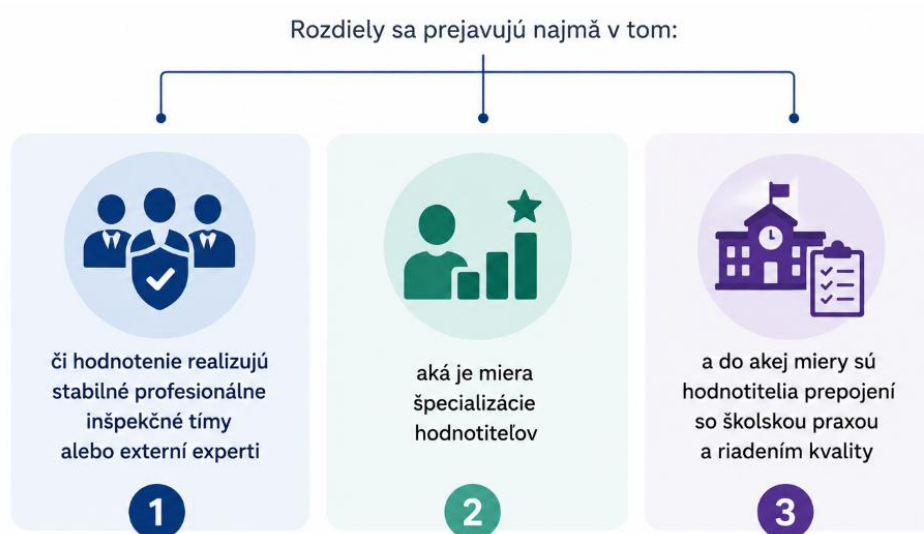 Rozdiely sa prejavujú najmä v tom:
či hodnotenie realizujú
stabilné profesionálne
inšpekčné tímy
alebo externí experti
1
aká je miera
špecializácie
hodnotiteľov
2
a do akej miery sú
hodnotitelia prepojení
so školskou praxou
a riadením kvality
3